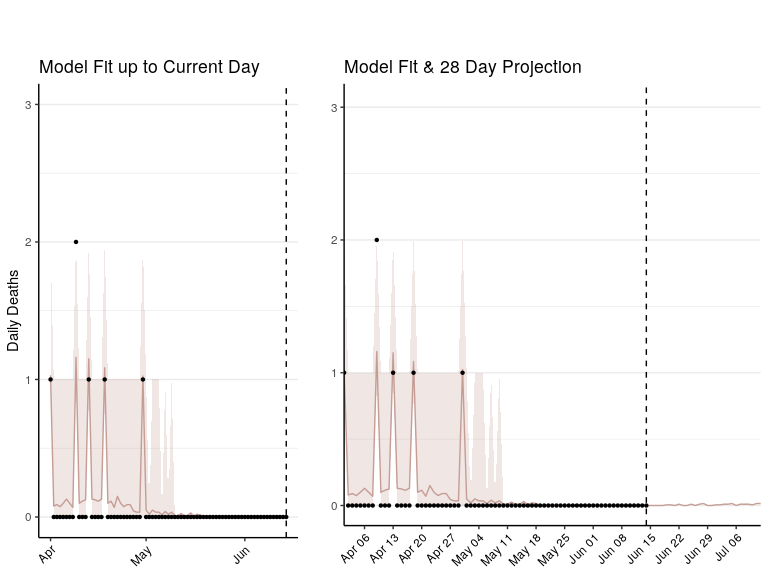 Model Fit up to Current Day
Model Fit & 28 Day Projection
Daily Deaths
3
2
1
0
Apr
May
Jun
3
2
1
0
Apr 06
Apr 13
Apr 20
Apr 27
May 04
May 11
May 18
May 25
Jun 01
Jun 08
Jun 15
Jun 22
Jun 29
Jul 06